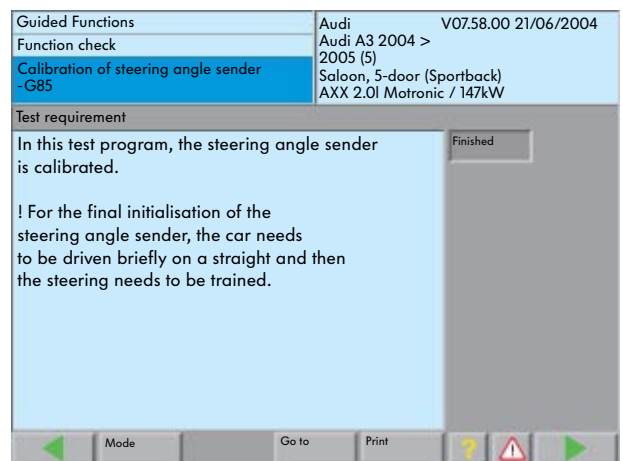 Guided Functions
Function check
Calibration of steering angle sender
-G85
Audi V07.58.00 21/06/2004
Audi A3 2004 >
2005 (5)
Saloon, 5-door (Sportback)
AXX 2.0l Motronic / 147kW
Test requirement
In this test program, the steering angle sender
is calibrated.
! For the final initialisation of the
steering angle sender, the car needs
to be driven briefly on a straight and then
the steering needs to be trained.
Finished
Mode
Go to
Print
?
!